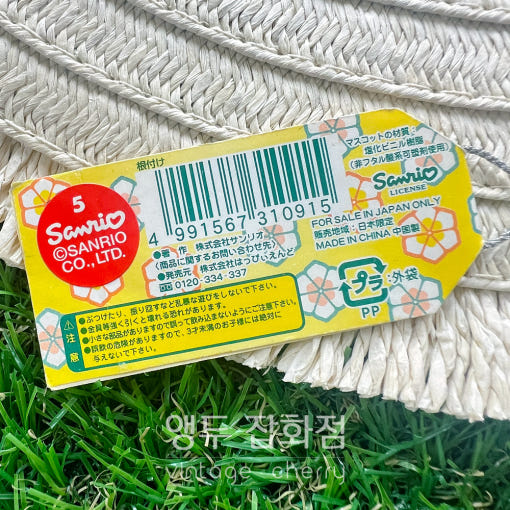 根付け
5
Sanrio
©SANRIO
CO., LTD.
4 991567 310915
●著　作　株式会社サンリオ
(商品に関するお問い合わせ先)
●発売元　株式会社はっぴぃえんど
0120-334-337
マスコットの材質:
塩化ビニル樹脂
(非フタル酸系可塑剤使用)
Sanrio
LICENSE
FOR SALE IN JAPAN ONLY
販売地域:日本限定
MADE IN CHINA 中国製
プラ
:外袋
PP
注意
●ぶつけたり、振り回すなど乱暴な遊びをしないで下さい。
●金具等強く引くと壊れる恐れがあります。
●小さな部品がありますので誤って飲み込まないようにご注意下さい。
●誤飲の危険がありますので、3才未満のお子様には絶対に
与えないで下さい。
앵두 잡화점
vintage cherry